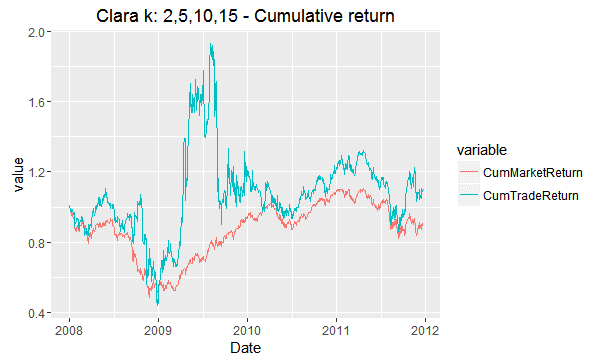 Clara k: 2,5,10,15 - Cumulative return
2.0
1.6
1.2
0.8
0.4
value
2008
2009
2010
2011
2012
Date
variable
CumMarketReturn
CumTradeReturn